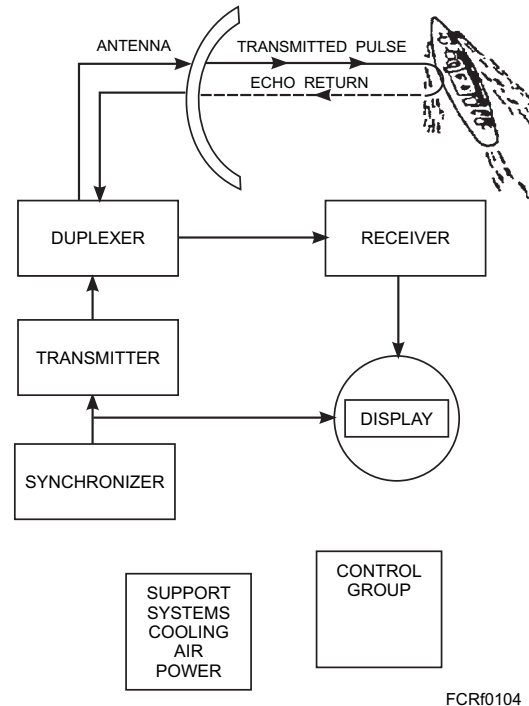 ANTENNA
TRANSMITTED PULSE
ECHO RETURN
DUPLEXER
RECEIVER
TRANSMITTER
DISPLAY
SYNCHRONIZER
SUPPORT
SYSTEMS
COOLING
AIR
POWER
CONTROL
GROUP
FCRf0104